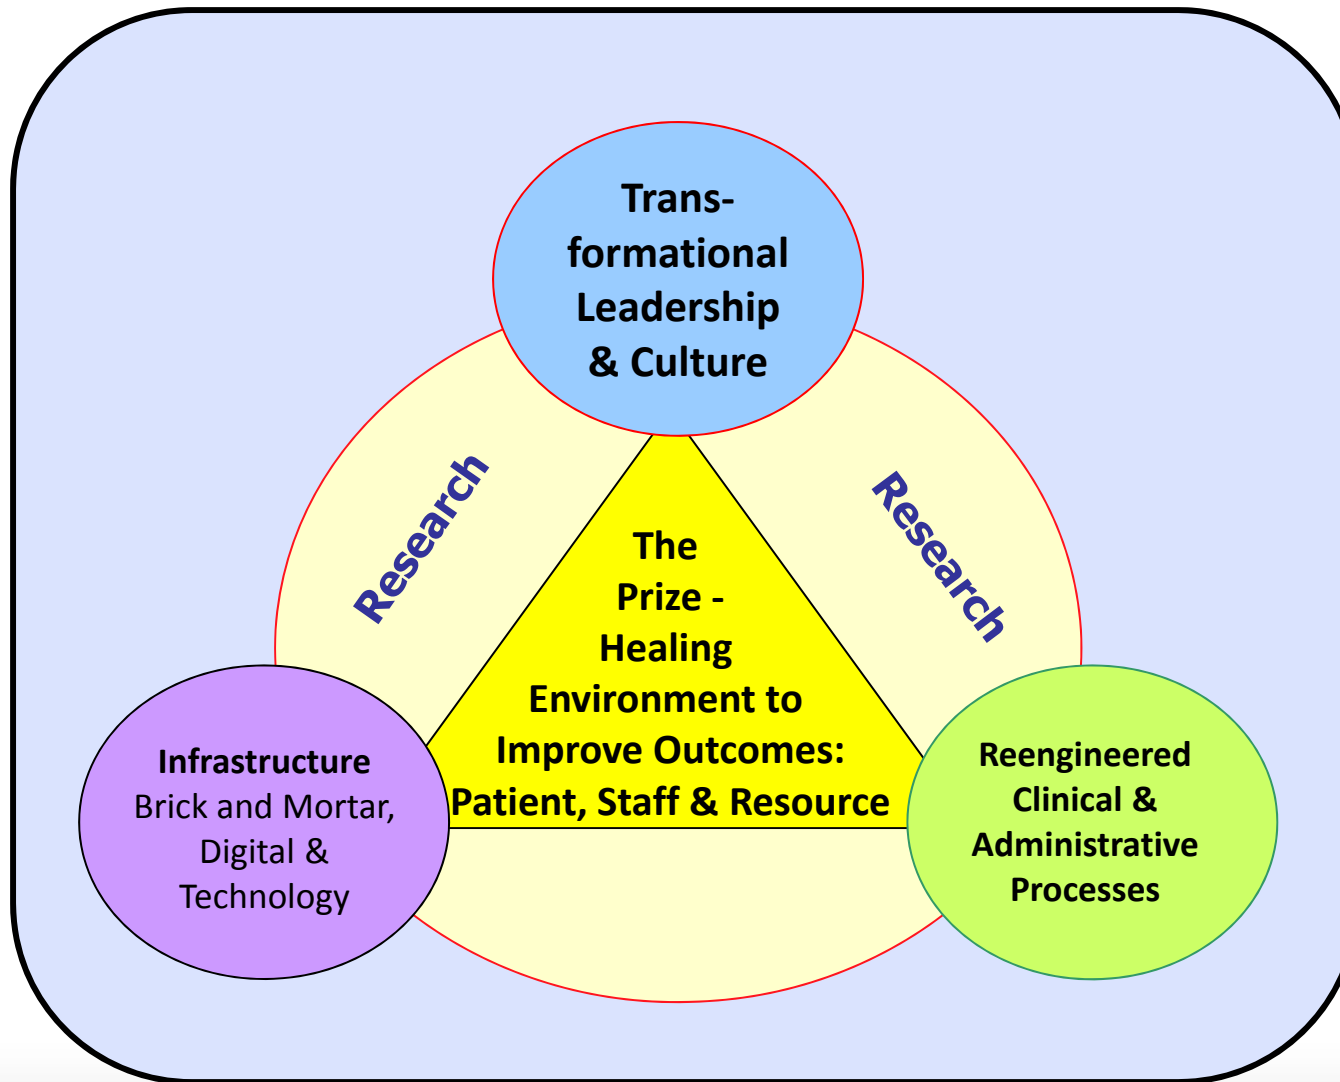 Trans-
formational
Leadership
& Culture
Research
Research
The
Prize -
Healing
Environment to
Improve Outcomes:
Patient, Staff & Resource
Infrastructure
Brick and Mortar,
Digital &
Technology
Reengineered
Clinical &
Administrative
Processes